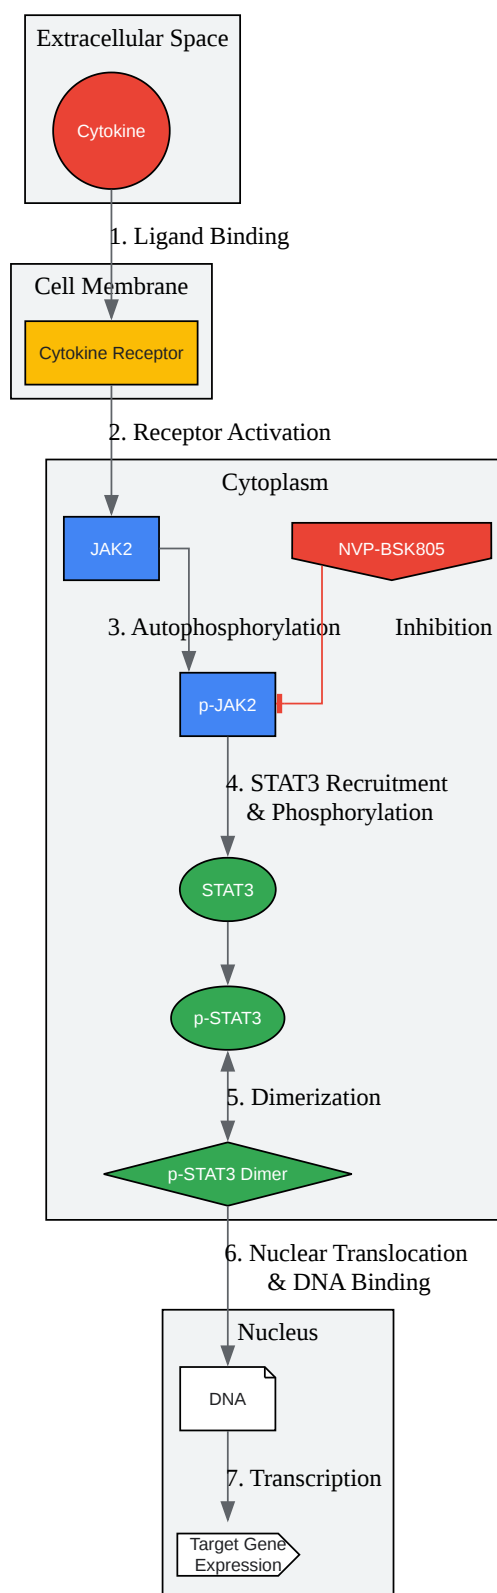 Extracellular Space
Cytokine
1. Ligand Binding
Cell Membrane
Cytokine Receptor
2. Receptor Activation
Cytoplasm
JAK2
NVP-BSK805
3. Autophosphorylation
Inhibition
p-JAK2
4. STAT3 Recruitment
& Phosphorylation
STAT3
p-STAT3
5. Dimerization
p-STAT3 Dimer
6. Nuclear Translocation
& DNA Binding
Nucleus
DNA
7. Transcription
Target Gene
Expression